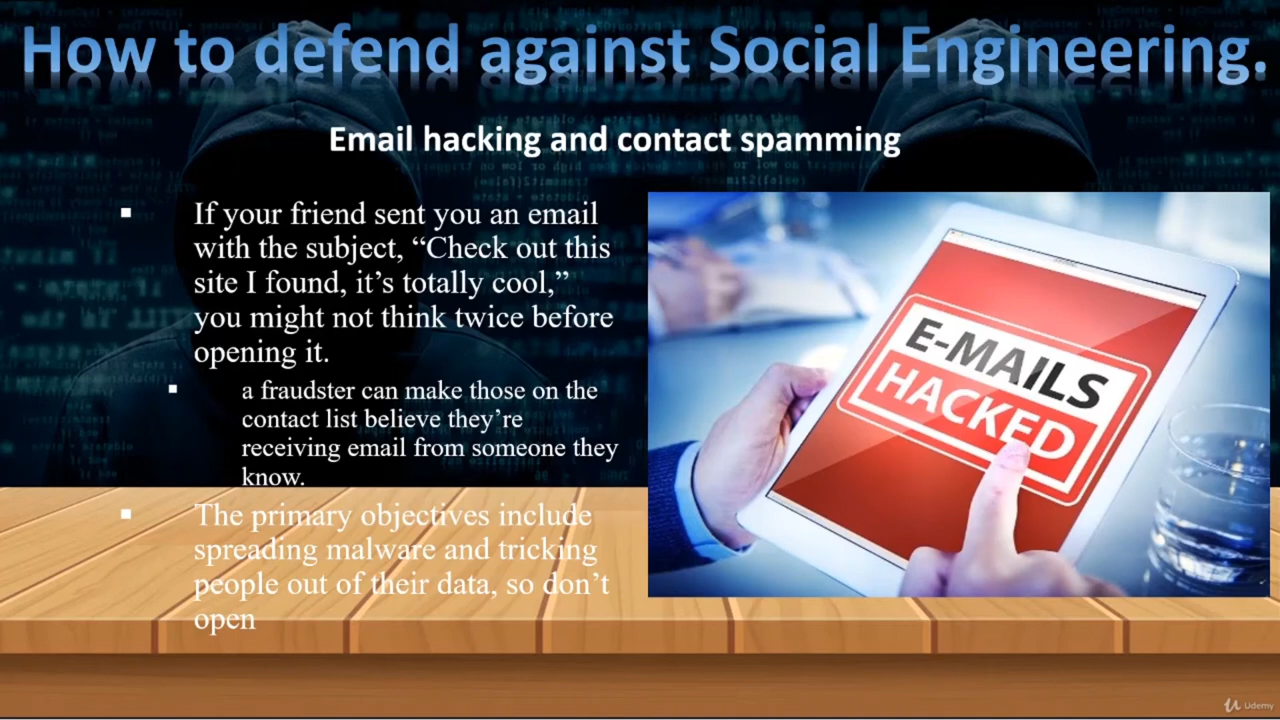 How to defend against Social Engineering.
Email hacking and contact spamming
If your friend sent you an email
with the subject, “Check out this
site I found, it’s totally cool,”
you might not think twice before
opening it.
a fraudster can make those on the
contact list believe they’re
receiving email from someone they
know.
The primary objectives include
spreading malware and tricking
people out of their data, so don’t
open
E-MAILS
HACKED
Udemy